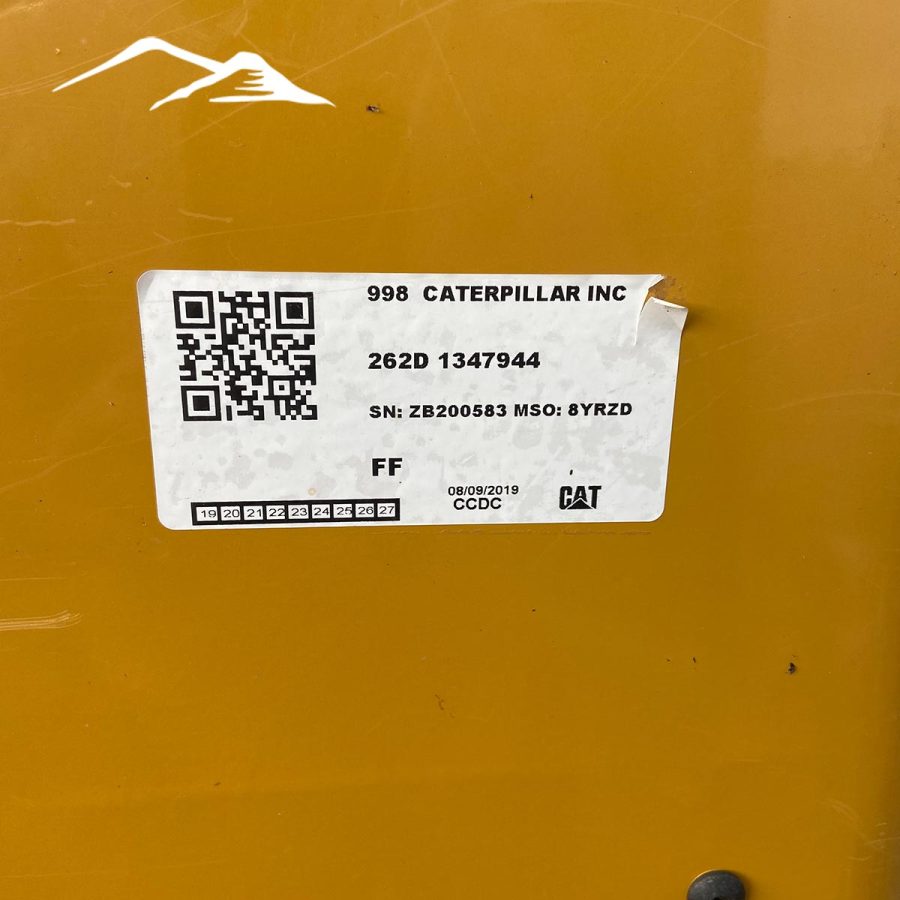 998 CATERPILLAR INC
262D 1347944
SN: ZB200583 MSO: 8YRZD
FF
19 20 21 22 23 24 25 26 27
08/09/2019
CCDC
CAT